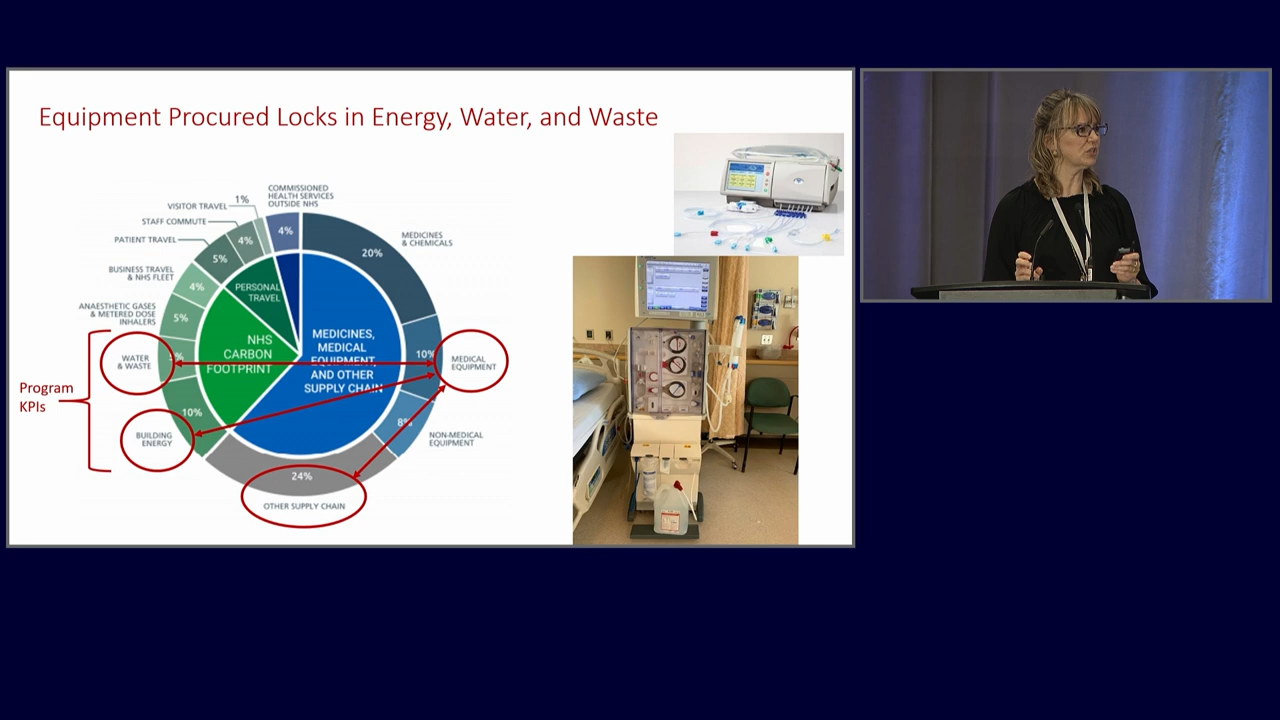 Equipment Procured Locks in Energy, Water, and Waste
COMMISSIONED
HEALTH SERVICES
OUTSIDE NHS
1%
VISITOR TRAVEL
STAFF COMMUTE
PATIENT TRAVEL
BUSINESS TRAVEL
& NHS FLEET
ANAESTHETIC GASES
& METERED DOSE
INHALERS
WATER
& WASTE
BUILDING
ENERGY
Program
KPIs
4%
4%
5%
4%
5%
10%
20%
MEDICINES
& CHEMICALS
10%
MEDICAL
EQUIPMENT
8%
NON-MEDICAL
EQUIPMENT
24%
OTHER SUPPLY CHAIN
PERSONAL
TRAVEL
NHS
CARBON
FOOTPRINT
MEDICINES,
MEDICAL
EQUIPMENT,
AND OTHER
SUPPLY CHAIN